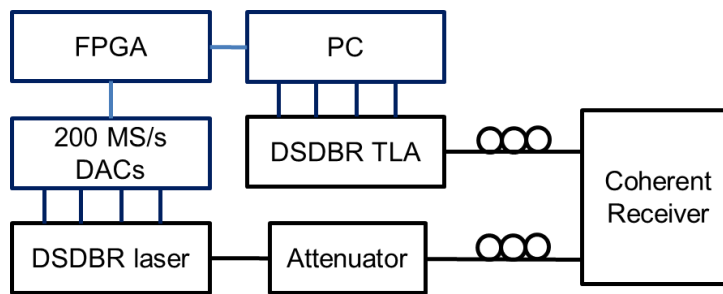 FPGA
PC
200 MS/s
DACs
DSDBR TLA
Coherent
Receiver
DSDBR laser
Attenuator